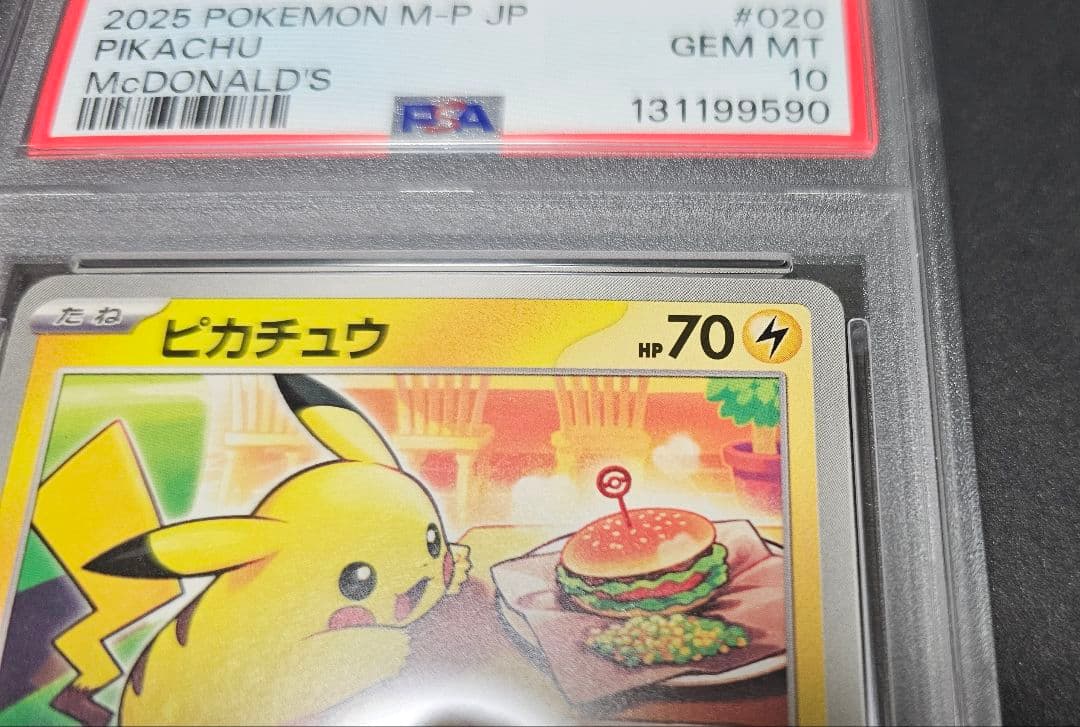 2025 POKEMON M-P JP #020
PIKACHU GEM MT
McDONALD'S 10
PSA 131199590
たね ピカチュウ HP 70